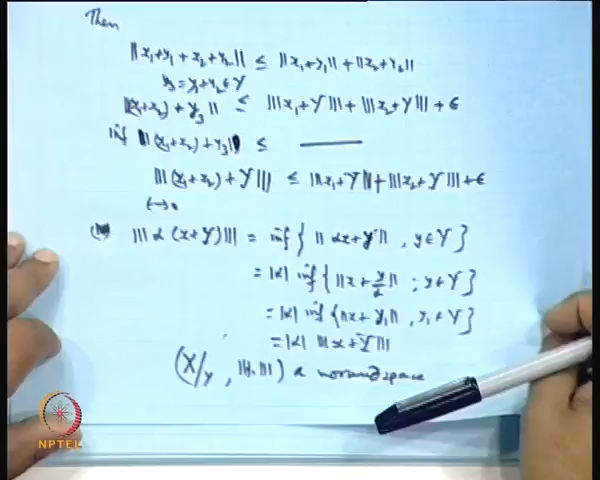 Then
||x₁+y₁ + x₂+y₂|| ≤ ||x₁+y₁|| + ||x₂+y₂||
y₃ = y₁+y₂ ∈ Y
||(x₁+x₂) + y₃|| ≤ |||x₁+Y||| + |||x₂+Y||| + ϵ
inf ||(x₁+x₂) + y₃|| ≤ ———
|||(x₁+x₂) + Y||| ≤ |||x₁+Y||| + |||x₂+Y||| + ϵ
ϵ→0
||| α (x+Y)||| = inf { || αx+y|| , y∈Y }
= |α| inf { ||x + y/α|| ; y∈Y }
= |α| inf { ||x + y₁|| , y₁∈Y }
= |α| |||x+Y|||
(X/Y , |||.|||) a normed space
NPTEL